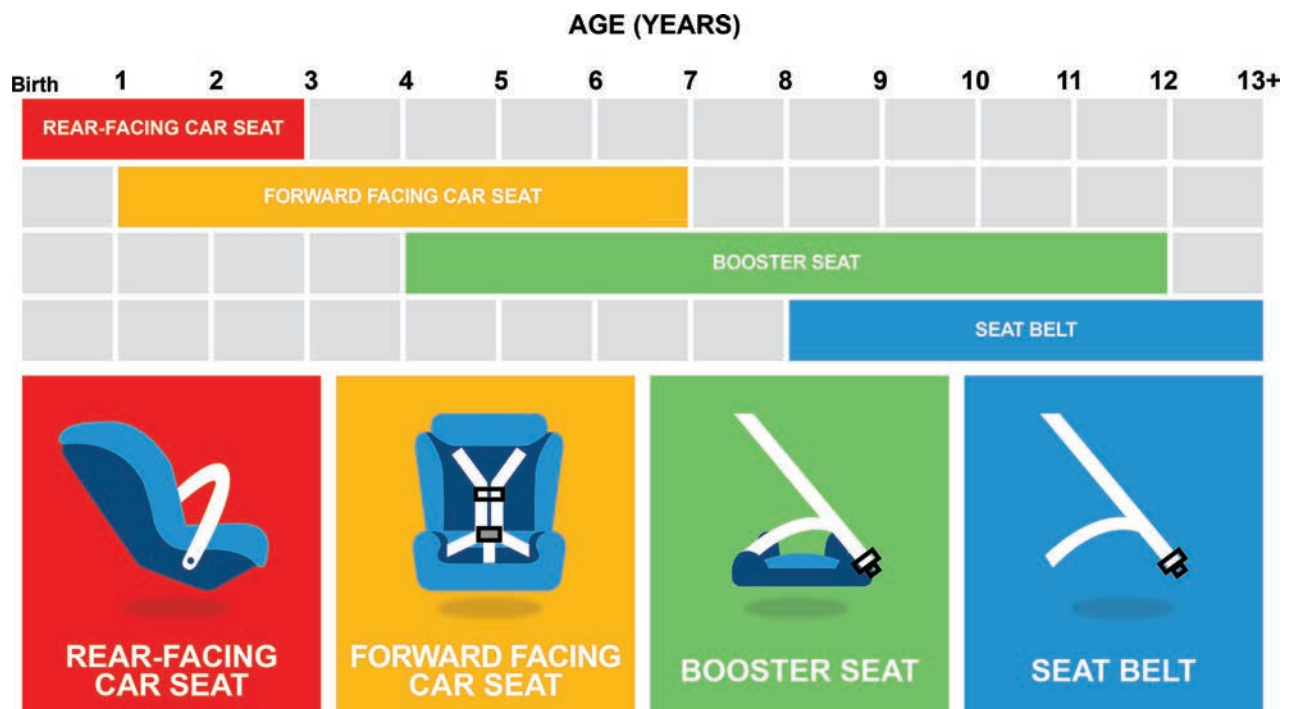 AGE (YEARS)
Birth 1 2 3 4 5 6 7 8 9 10 11 12 13+
REAR-FACING CAR SEAT
FORWARD FACING CAR SEAT
BOOSTER SEAT
SEAT BELT
REAR-FACING
CAR SEAT
FORWARD FACING
CAR SEAT
BOOSTER SEAT
SEAT BELT